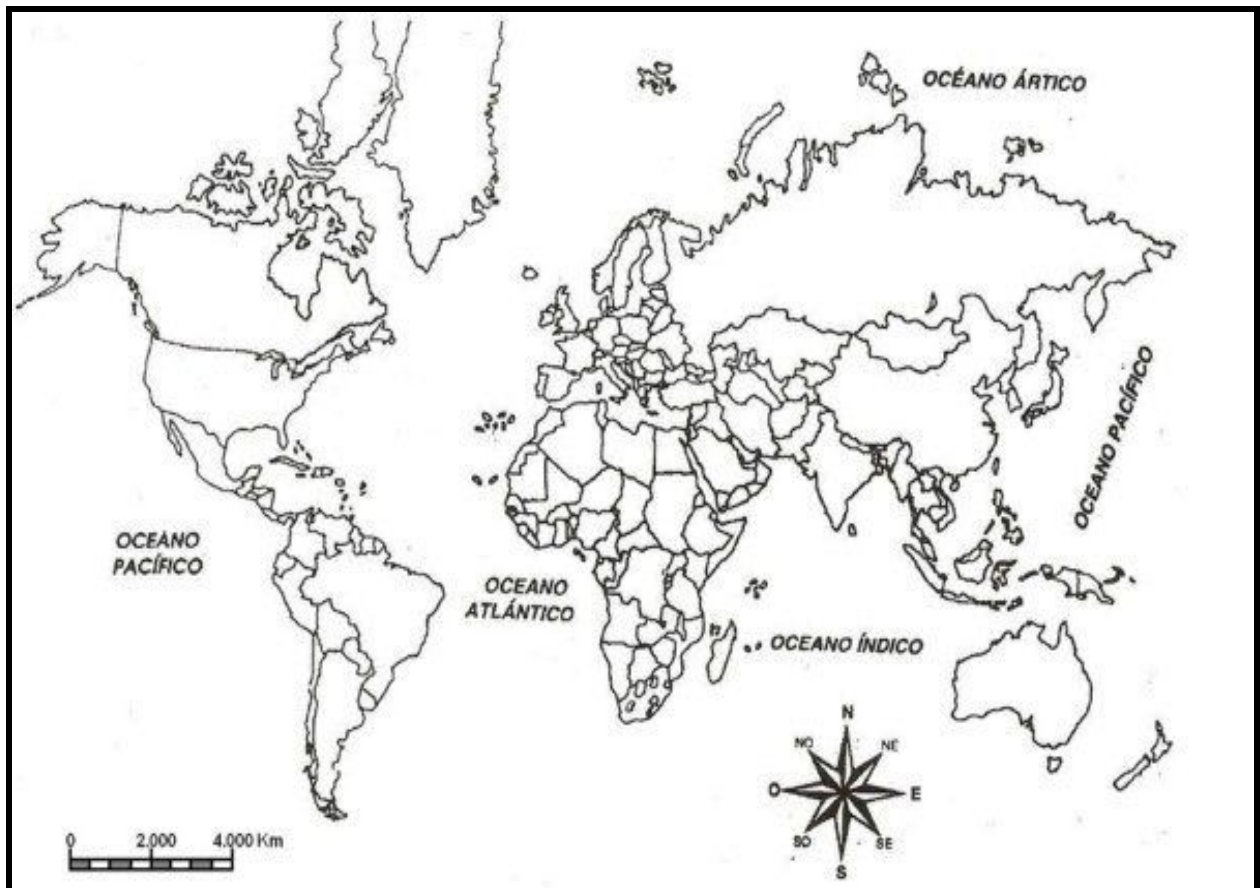 OCÉANO ÁRTICO
OCEANO PACÍFICO
OCEANO
PACÍFICO
OCEANO
ATLÁNTICO
OCEANO ÍNDICO
N
NO
NE
O
E
SO
SE
S
0 2.000 4.000 Km